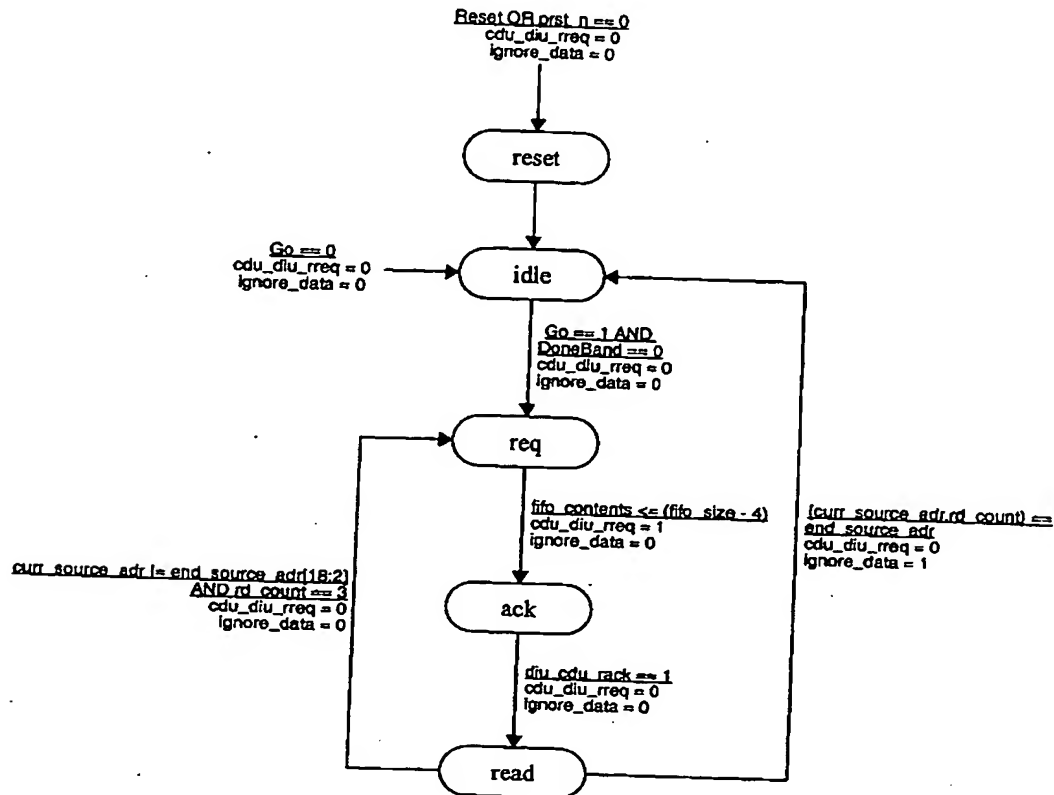 Reset OR prst_n == 0
cdu_diu_rreq = 0
ignore_data = 0
reset
Go == 0
cdu_diu_rreq = 0
ignore_data = 0
idle
Go == 1 AND
DoneBand == 0
cdu_diu_rreq = 0
ignore_data = 0
req
fifo_contents <= (fifo_size - 4)
cdu_diu_rreq = 1
ignore_data = 0
{curr_source_adr,rd_count} ==
end_source_adr
cdu_diu_rreq = 0
ignore_data = 1
curr_source_adr != end_source_adr[18:2]
AND rd_count == 3
cdu_diu_rreq = 0
ignore_data = 0
ack
diu_cdu_rack == 1
cdu_diu_rreq = 0
ignore_data = 0
read